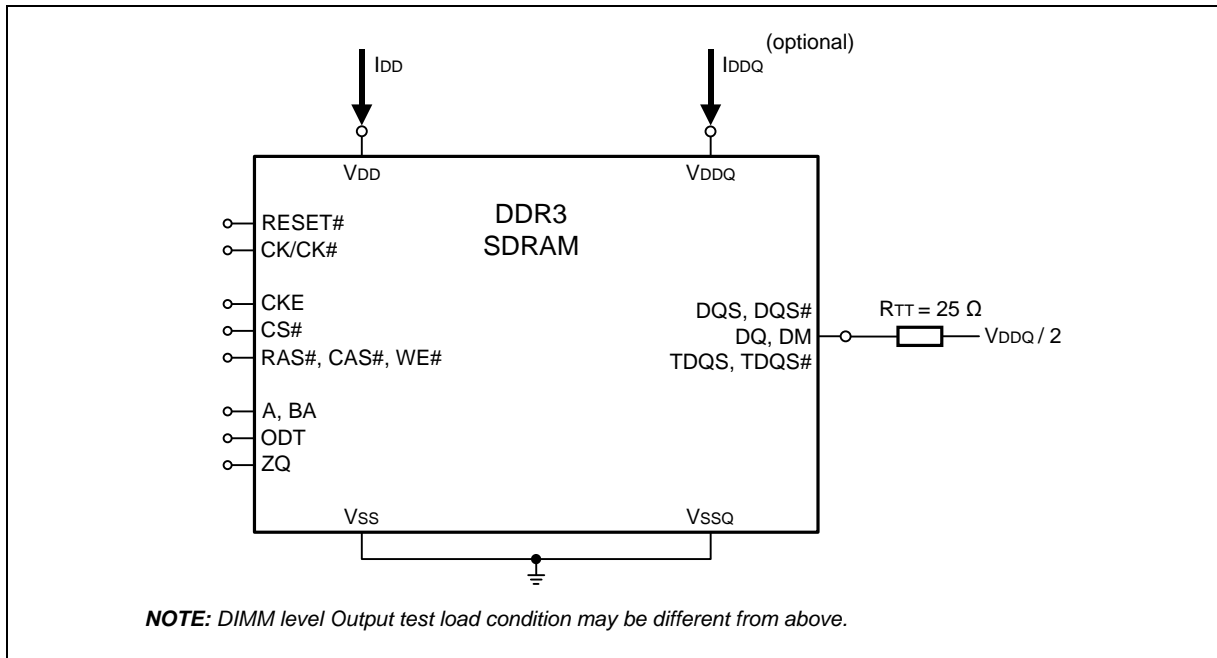 (optional)
IDD
IDDQ
VDD
VDDQ
DDR3
SDRAM
RESET#
CK/CK#
CKE
CS#
RAS#, CAS#, WE#
A, BA
ODT
ZQ
DQS, DQS#
DQ, DM
TDQS, TDQS#
RTT = 25 Ω
VDDQ / 2
VSS
VSSQ
NOTE: DIMM level Output test load condition may be different from above.